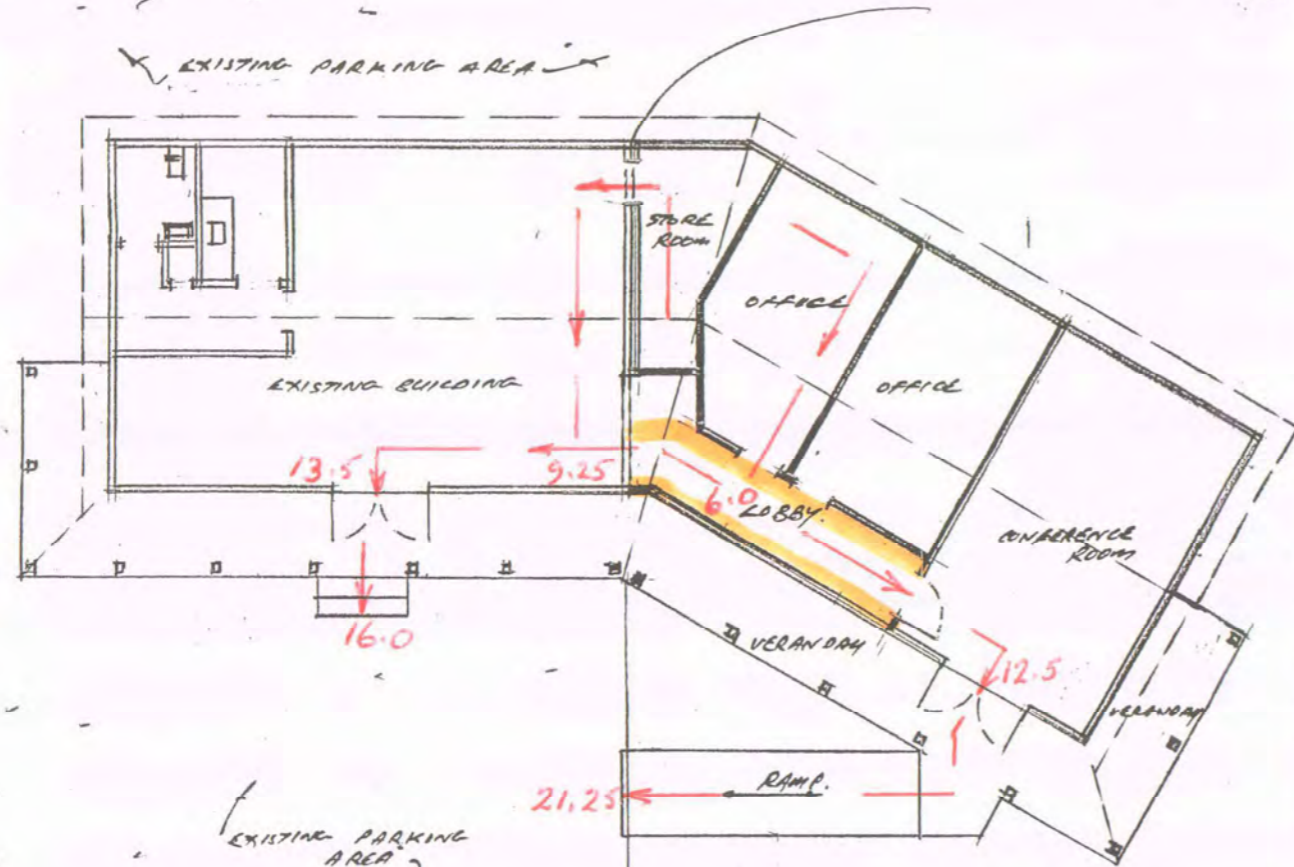 EXISTING PARKING AREA
STORE
ROOM
OFFICE
OFFICE
EXISTING BUILDING
13.5
9.25
6.0
LOBBY.
CONFERENCE
ROOM
16.0
VERANDAH
12.5
VERANDAH
21.25
RAMP.
EXISTING PARKING
AREA